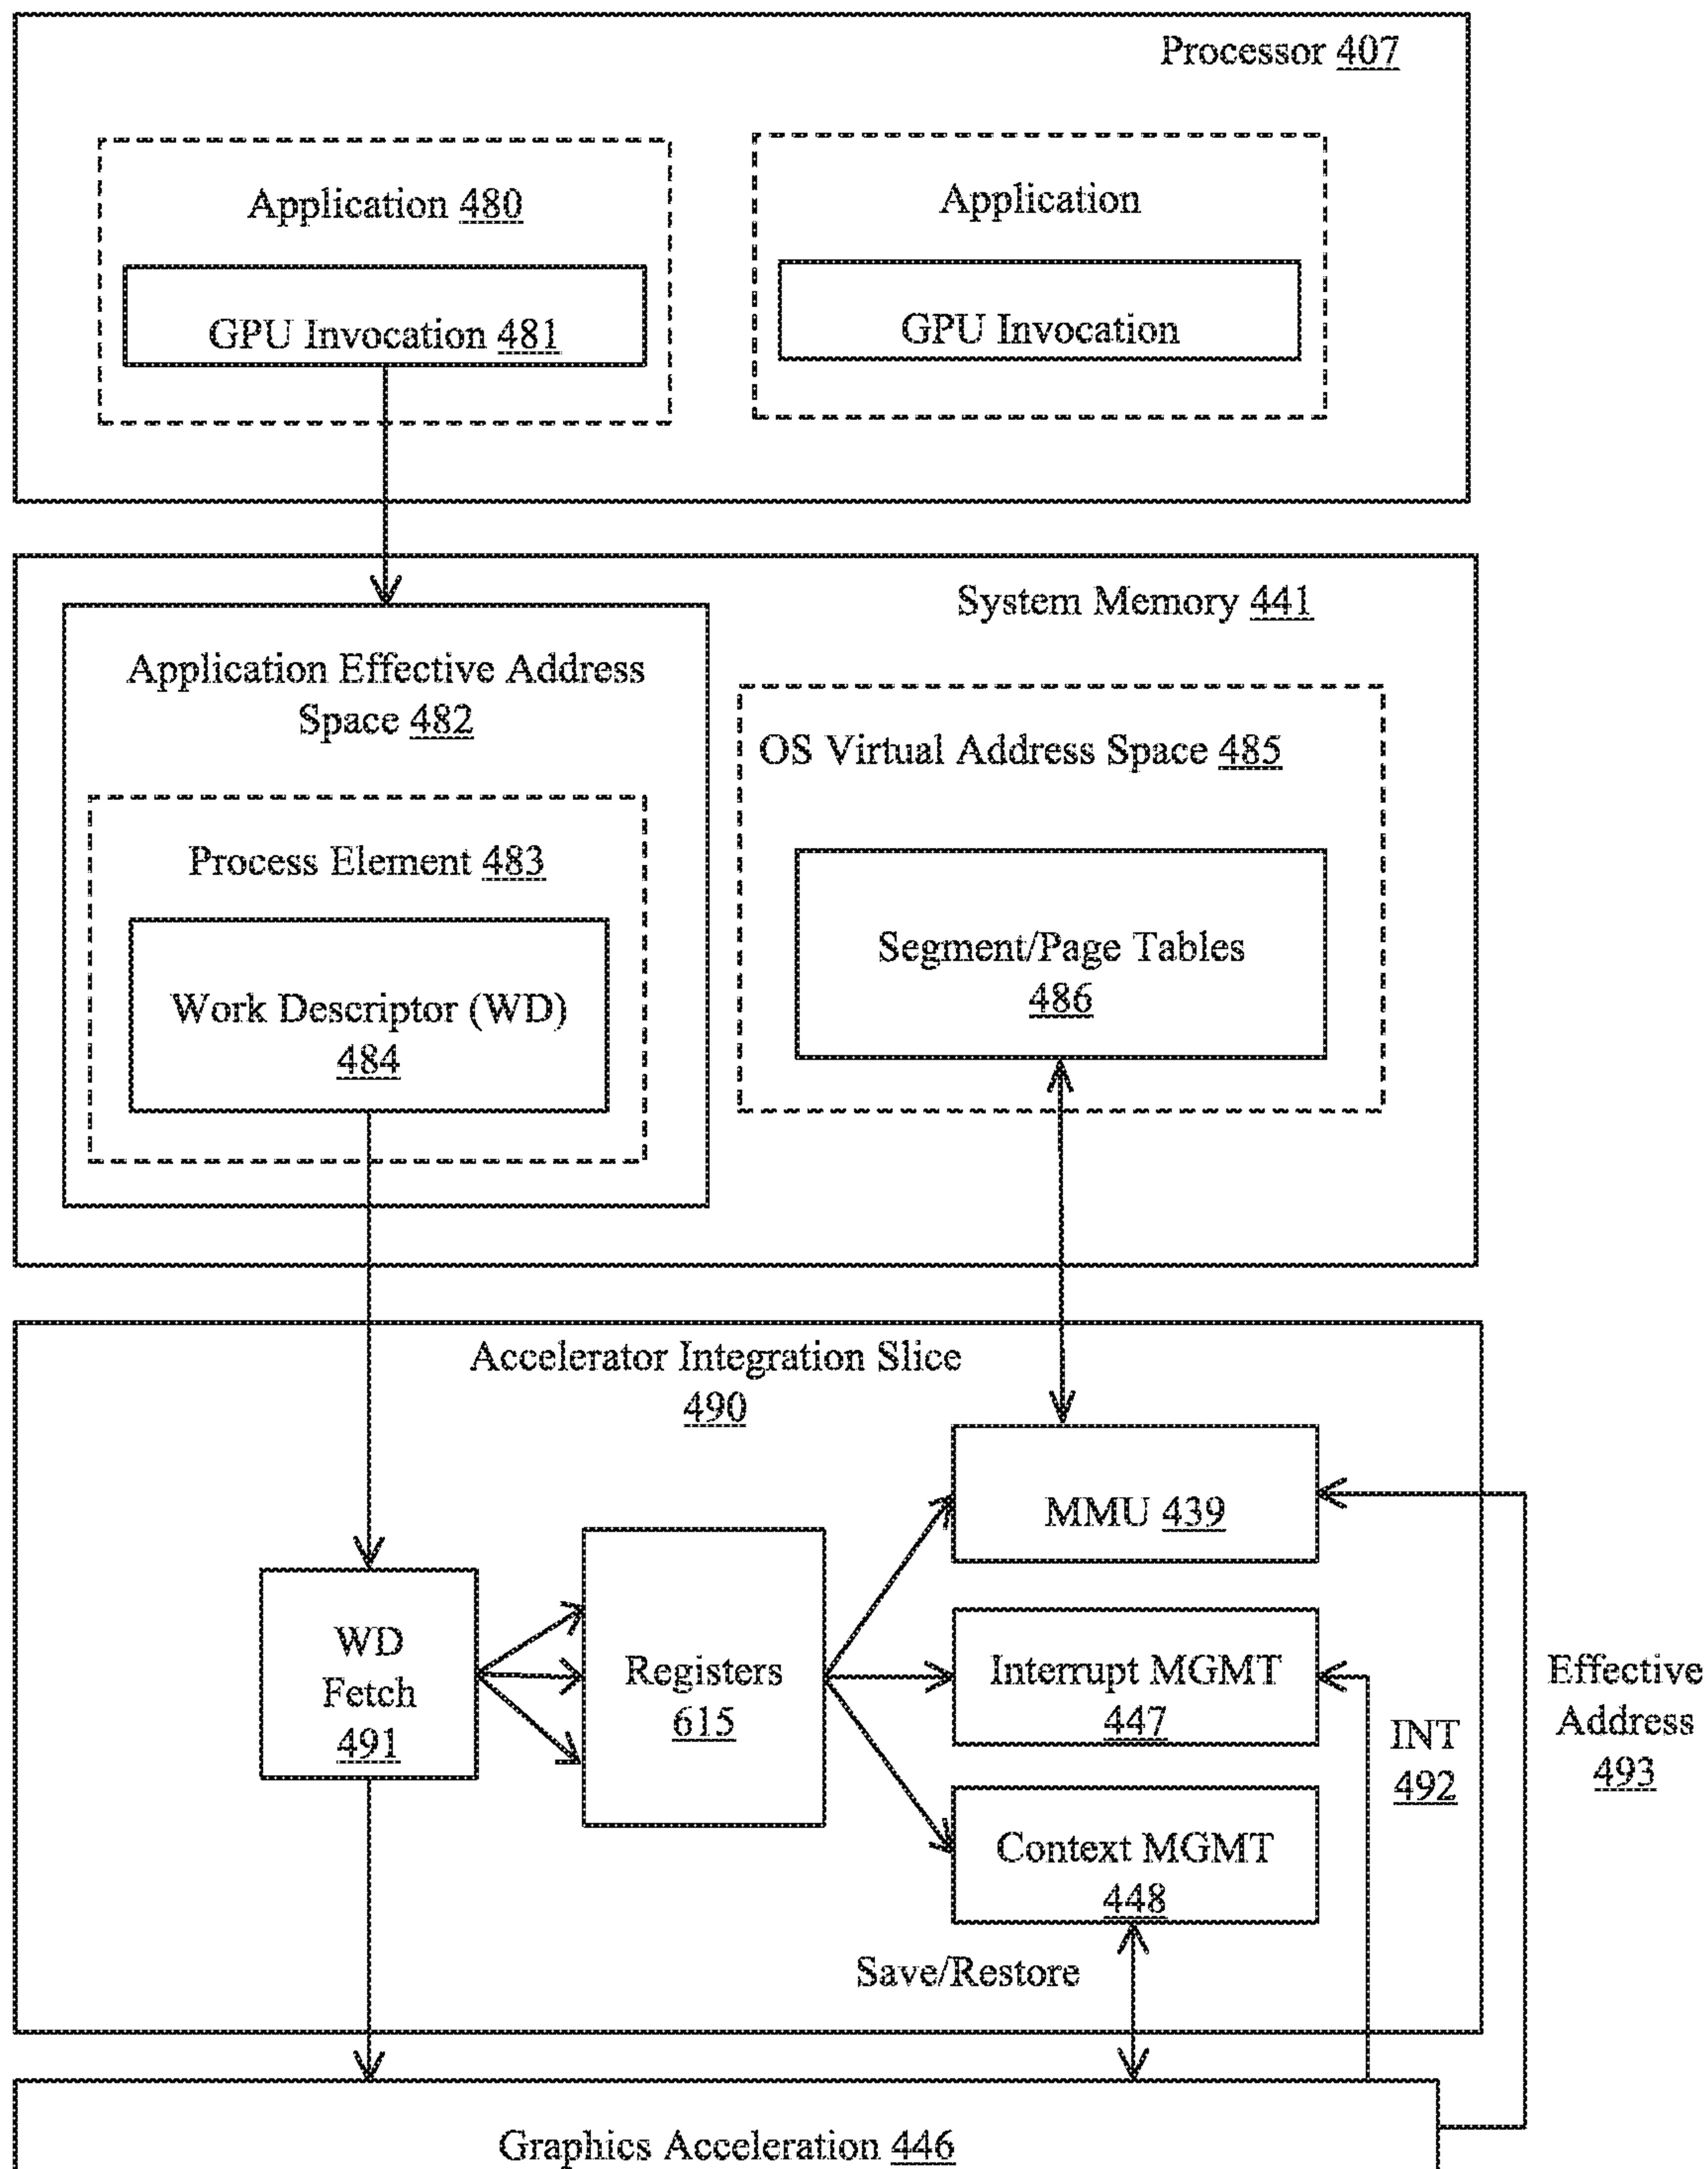 Processor 407
Application 480
Application
GPU Invocation 481
GPU Invocation
System Memory 441
Application Effective Address
Space 482
OS Virtual Address Space 485
Process Element 483
Segment/Page Tables
486
Work Descriptor (WD)
484
Accelerator Integration Slice
490
MMU 439
WD
Fetch
491
Registers
615
Interrupt MGMT
447
INT
492
Effective
Address
493
Context MGMT
448
Save/Restore
Graphics Acceleration 446